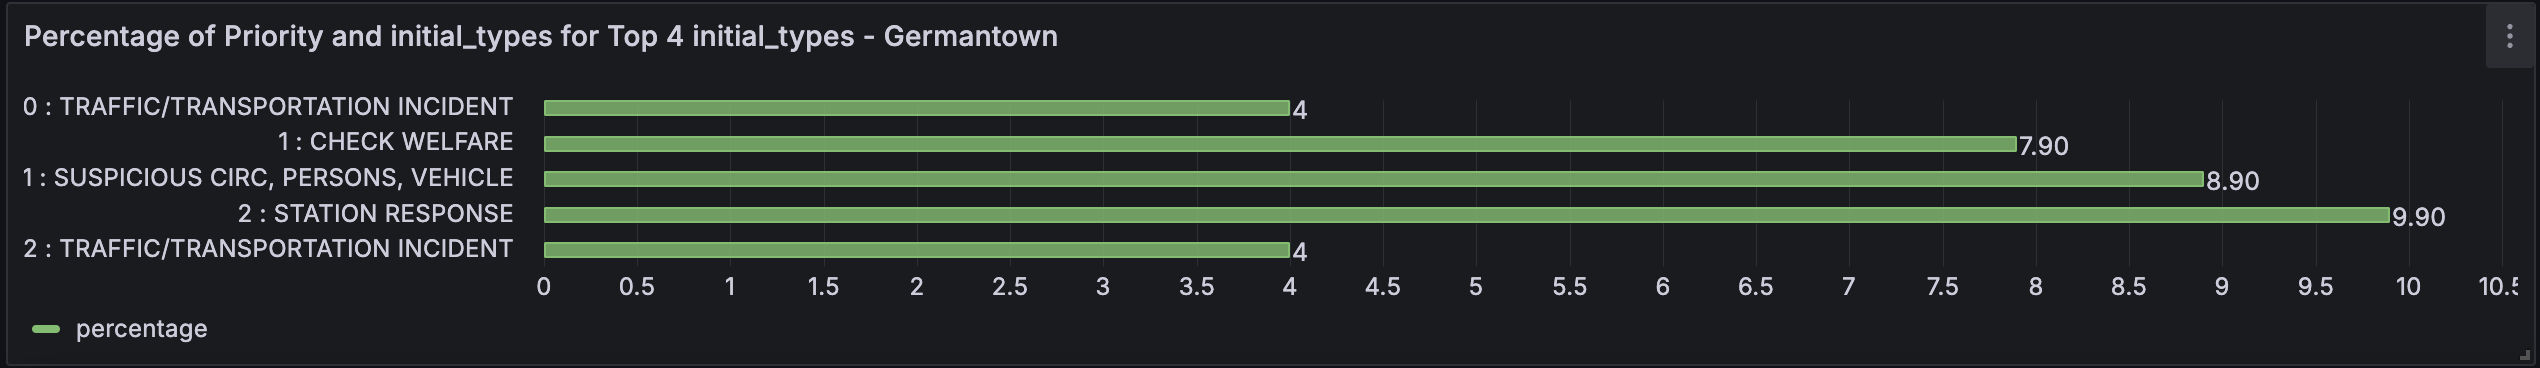 Percentage of Priority and initial_types for Top 4 initial_types - Germantown
0 : TRAFFIC/TRANSPORTATION INCIDENT 4
1 : CHECK WELFARE 7.90
1 : SUSPICIOUS CIRC, PERSONS, VEHICLE 8.90
2 : STATION RESPONSE 9.90
2 : TRAFFIC/TRANSPORTATION INCIDENT 4
0 0.5 1 1.5 2 2.5 3 3.5 4 4.5 5 5.5 6 6.5 7 7.5 8 8.5 9 9.5 10 10.5
percentage